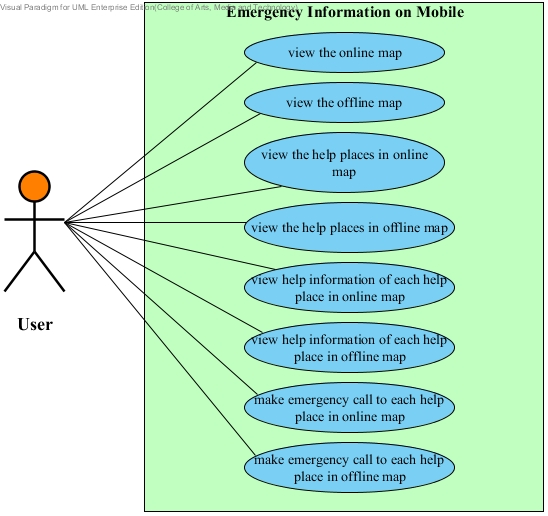 Visual Paradigm for UML Enterprise Edition(College of Arts, Media and Technology)
Emergency Information on Mobile
view the online map
view the offline map
view the help places in online
map
view the help places in offline map
view help information of each help
place in online map
view help information of each help
place in offline map
make emergency call to each help
place in online map
make emergency call to each help
place in offline map
User